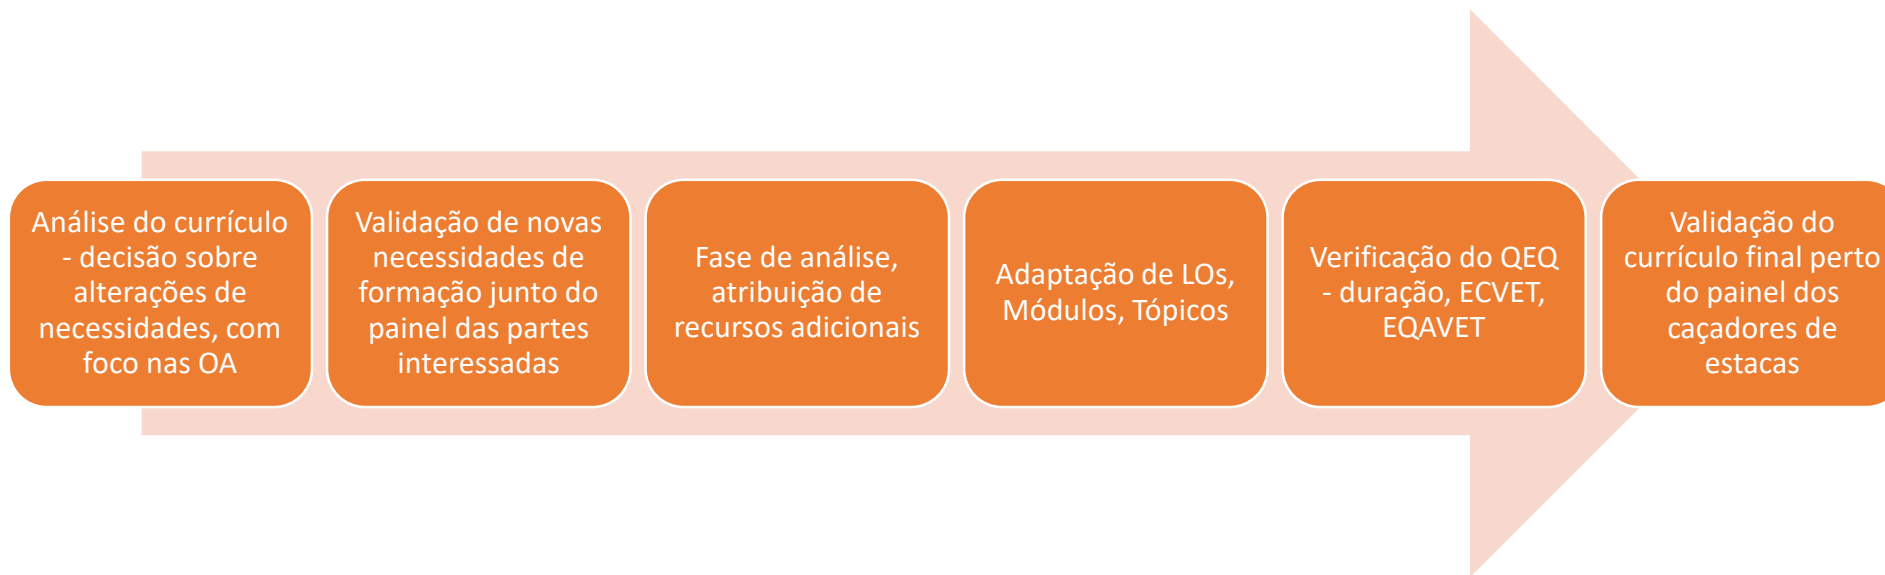 Análise do currículo
- decisão sobre
alterações de
necessidades, com
foco nas OA
Validação de novas
necessidades de
formação junto do
painel das partes
interessadas
Fase de análise,
atribuição de
recursos adicionais
Adaptação de LOs,
Módulos, Tópicos
Verificação do QEQ
- duração, ECVET,
EQAVET
Validação do
currículo final perto
do painel dos
caçadores de
estacas